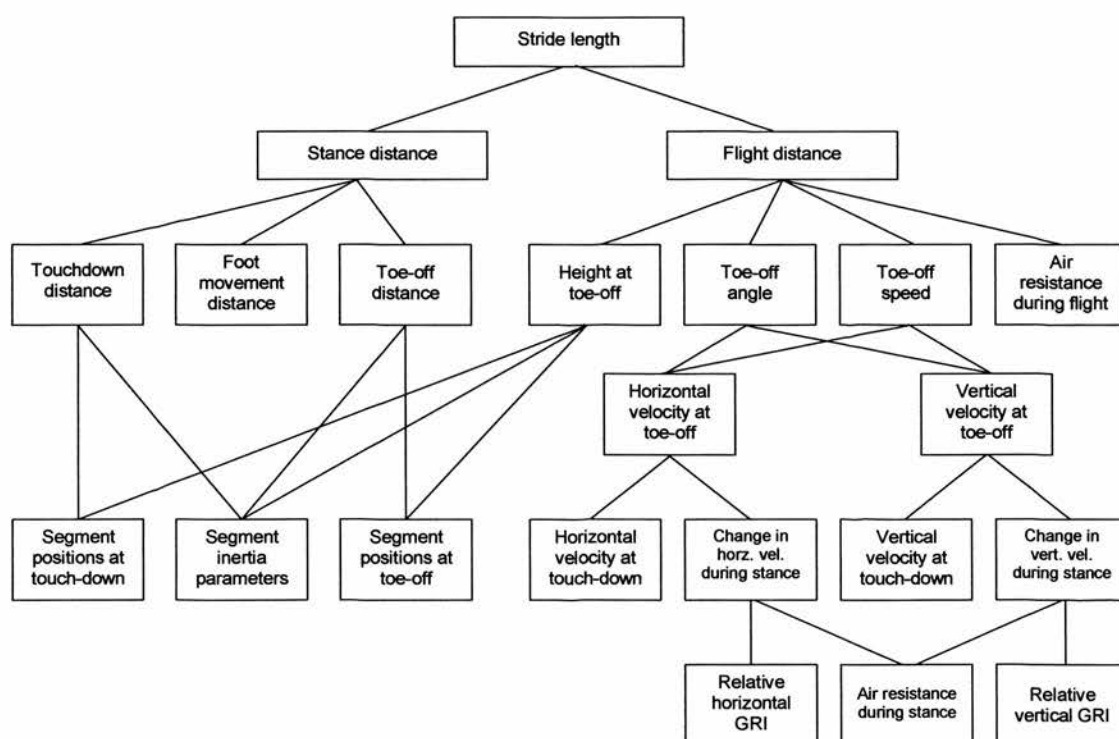 Stride length
Stance distance
Flight distance
Touchdown
distance
Foot
movement
distance
Toe-off
distance
Height at
toe-off
Toe-off
angle
Toe-off
speed
Air
resistance
during flight
Horizontal
velocity at
toe-off
Vertical
velocity at
toe-off
Segment
positions at
touch-down
Segment
inertia
parameters
Segment
positions at
toe-off
Horizontal
velocity at
touch-down
Change in
horz. vel.
during stance
Vertical
velocity at
touch-down
Change in
vert. vel.
during stance
Relative
horizontal
GRI
Air resistance
during stance
Relative
vertical GRI